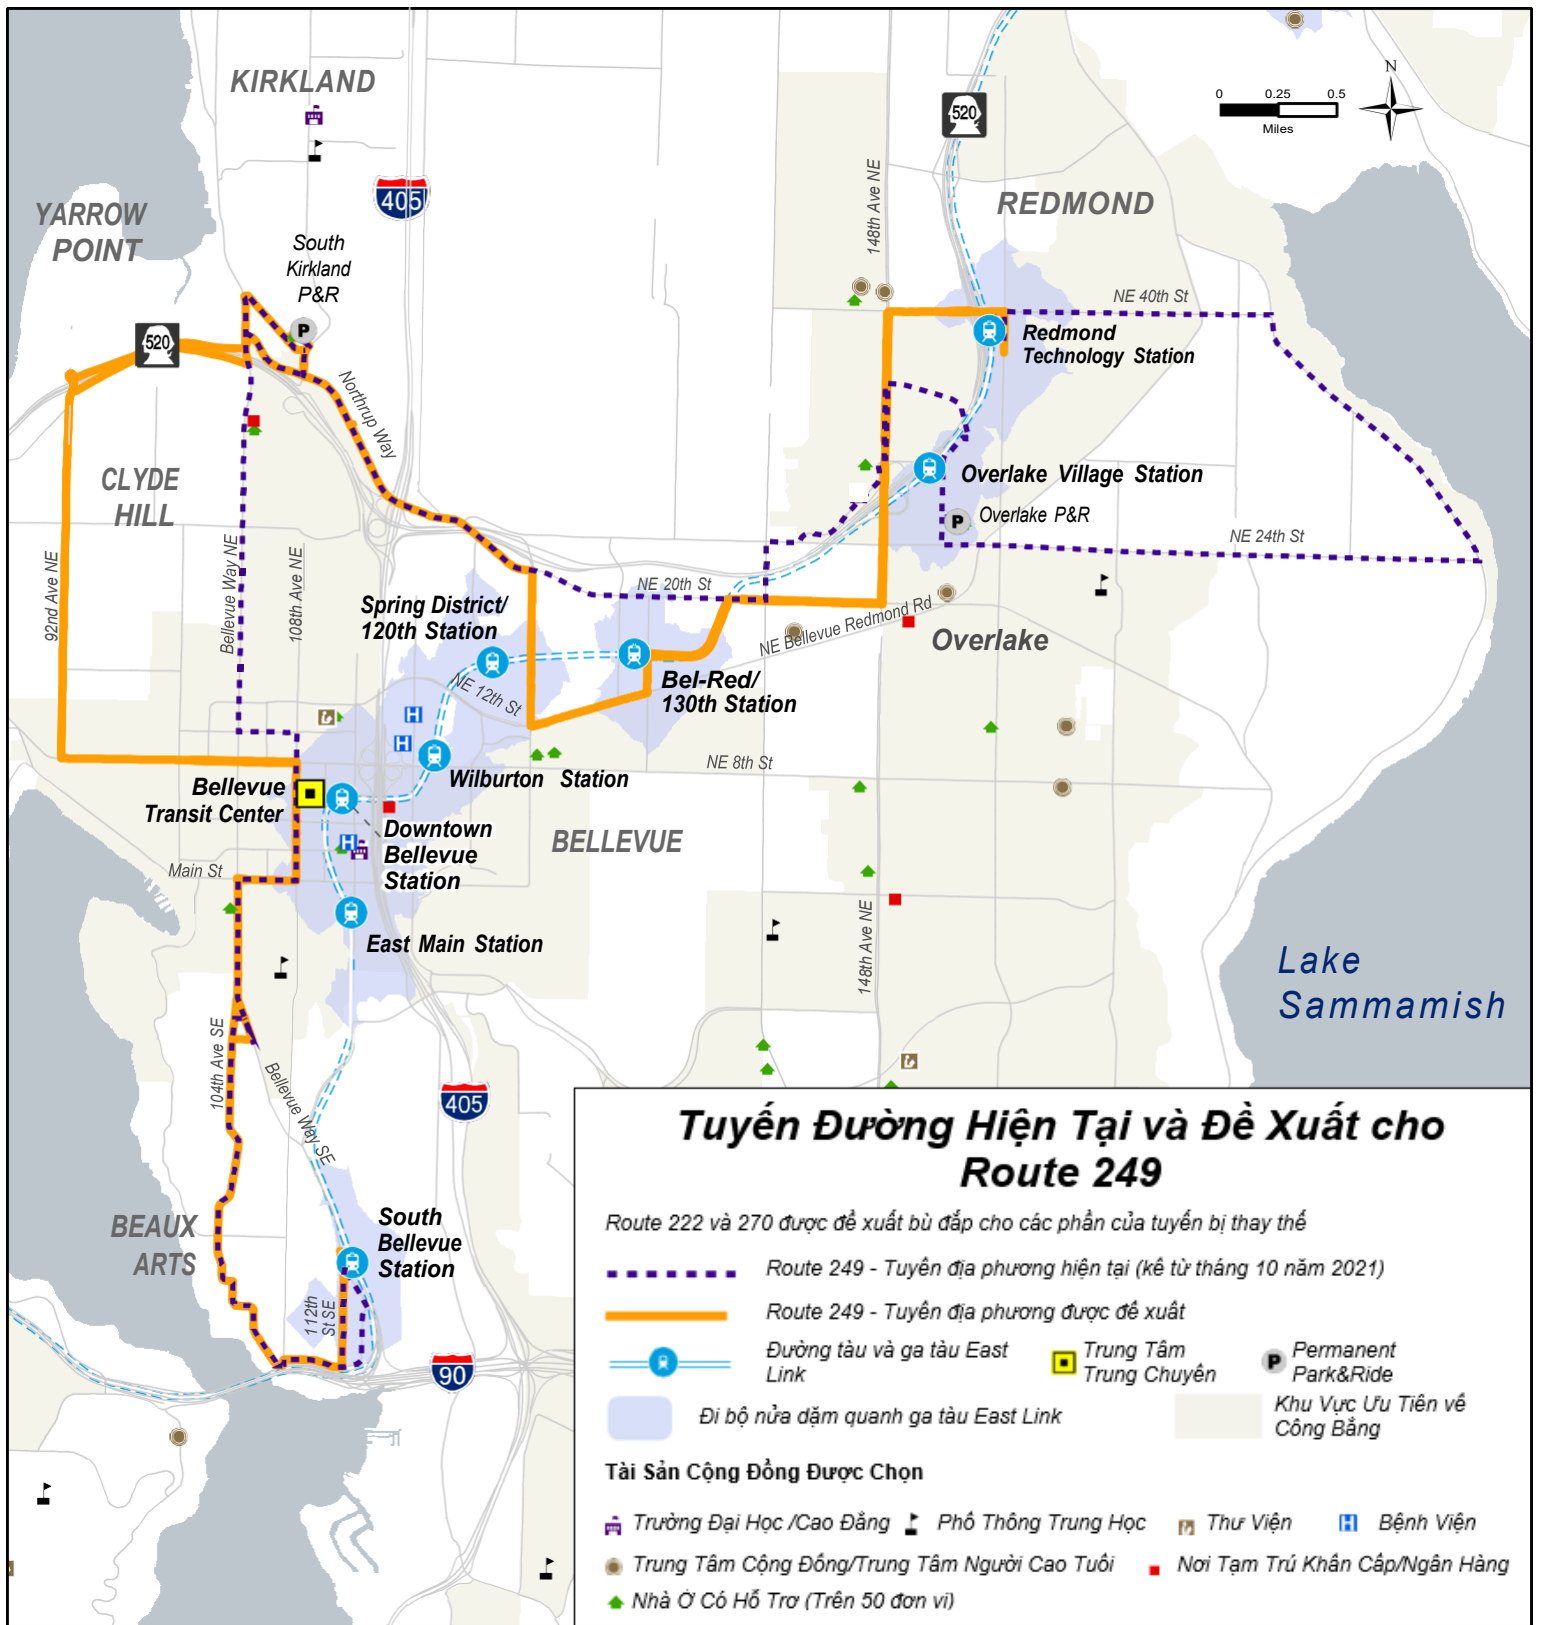 KIRKLAND
405
YARROW
POINT
South
Kirkland
P&R
520
148th Ave NE
520
REDMOND
0 0.25 0.5
Miles
N
NE 40th St
Redmond
Technology Station
Northrup Way
CLYDE
HILL
92nd Ave NE
Bellevue Way NE
108th Ave NE
Overlake Village Station
Overlake P&R
NE 24th St
NE 20th St
Spring District/
120th Station
NE 12th St
NE Bellevue Redmond Rd
Overlake
Bel-Red/
130th Station
NE 8th St
Wilburton Station
Bellevue
Transit Center
Downtown
Bellevue
Station
BELLEVUE
Main St
East Main Station
148th Ave NE
Lake
Sammamish
104th Ave SE
Bellevue Way SE
405
BEAUX
ARTS
South
Bellevue
Station
112th
St SE
90
Tuyến Đường Hiện Tại và Đề Xuất cho
Route 249
Route 222 và 270 được đề xuất bù đắp cho các phần của tuyến bị thay thế
Route 249 - Tuyến địa phương hiện tại (kể từ tháng 10 năm 2021)
Route 249 - Tuyến địa phương được đề xuất
Đường tàu và ga tàu East
Link
Trung Tâm
Trung Chuyển
P
Permanent
Park&Ride
Đi bộ nửa dặm quanh ga tàu East Link
Khu Vực Ưu Tiên về
Công Bằng
Tài Sản Cộng Đồng Được Chọn
Trường Đại Học /Cao Đẳng
Phổ Thông Trung Học
Thư Viện
H
Bệnh Viện
Trung Tâm Cộng Đồng/Trung Tâm Người Cao Tuổi
Nơi Tạm Trú Khẩn Cấp/Ngân Hàng
Nhà Ở Có Hỗ Trợ (Trên 50 đơn vị)